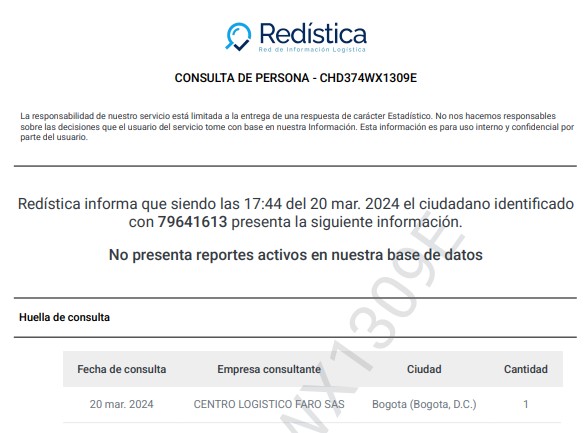 Redística
Red de Información Logística
CONSULTA DE PERSONA - CHD374WX1309E
La responsabilidad de nuestro servicio está limitada a la entrega de una respuesta de carácter Estadístico. No nos hacemos responsables
sobre las decisiones que el usuario del servicio tome con base en nuestra Información. Esta información es para uso interno y confidencial por
parte del usuario.
Redística informa que siendo las 17:44 del 20 mar. 2024 el ciudadano identificado
con 79641613 presenta la siguiente información.
No presenta reportes activos en nuestra base de datos
Huella de consulta
Fecha de consulta Empresa consultante Ciudad Cantidad
20 mar. 2024 CENTRO LOGISTICO FARO SAS Bogota (Bogota, D.C.) 1
WX1309E